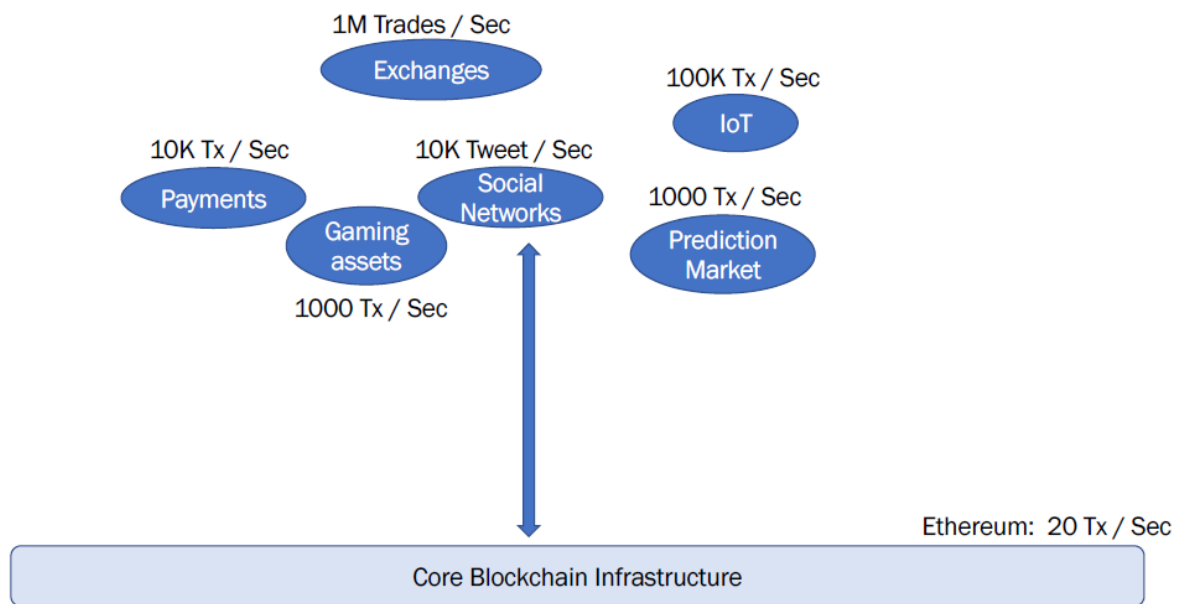 1M Trades / Sec
Exchanges
100K Tx / Sec
IoT
10K Tx / Sec
Payments
10K Tweet / Sec
Social
Networks
Gaming
assets
1000 Tx / Sec
1000 Tx / Sec
Prediction
Market
Ethereum: 20 Tx / Sec
Core Blockchain Infrastructure